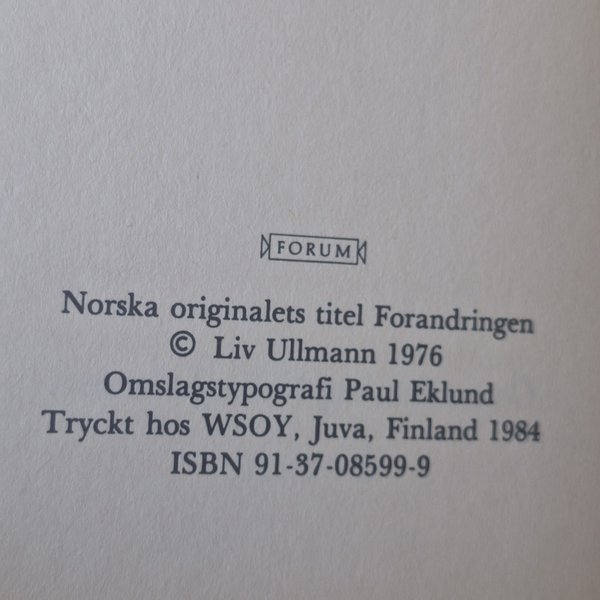 FORUM
Norska originalets titel Forandringen
© Liv Ullmann 1976
Omslagstypografi Paul Eklund
Tryckt hos WSOY, Juva, Finland 1984
ISBN 91-37-08599-9